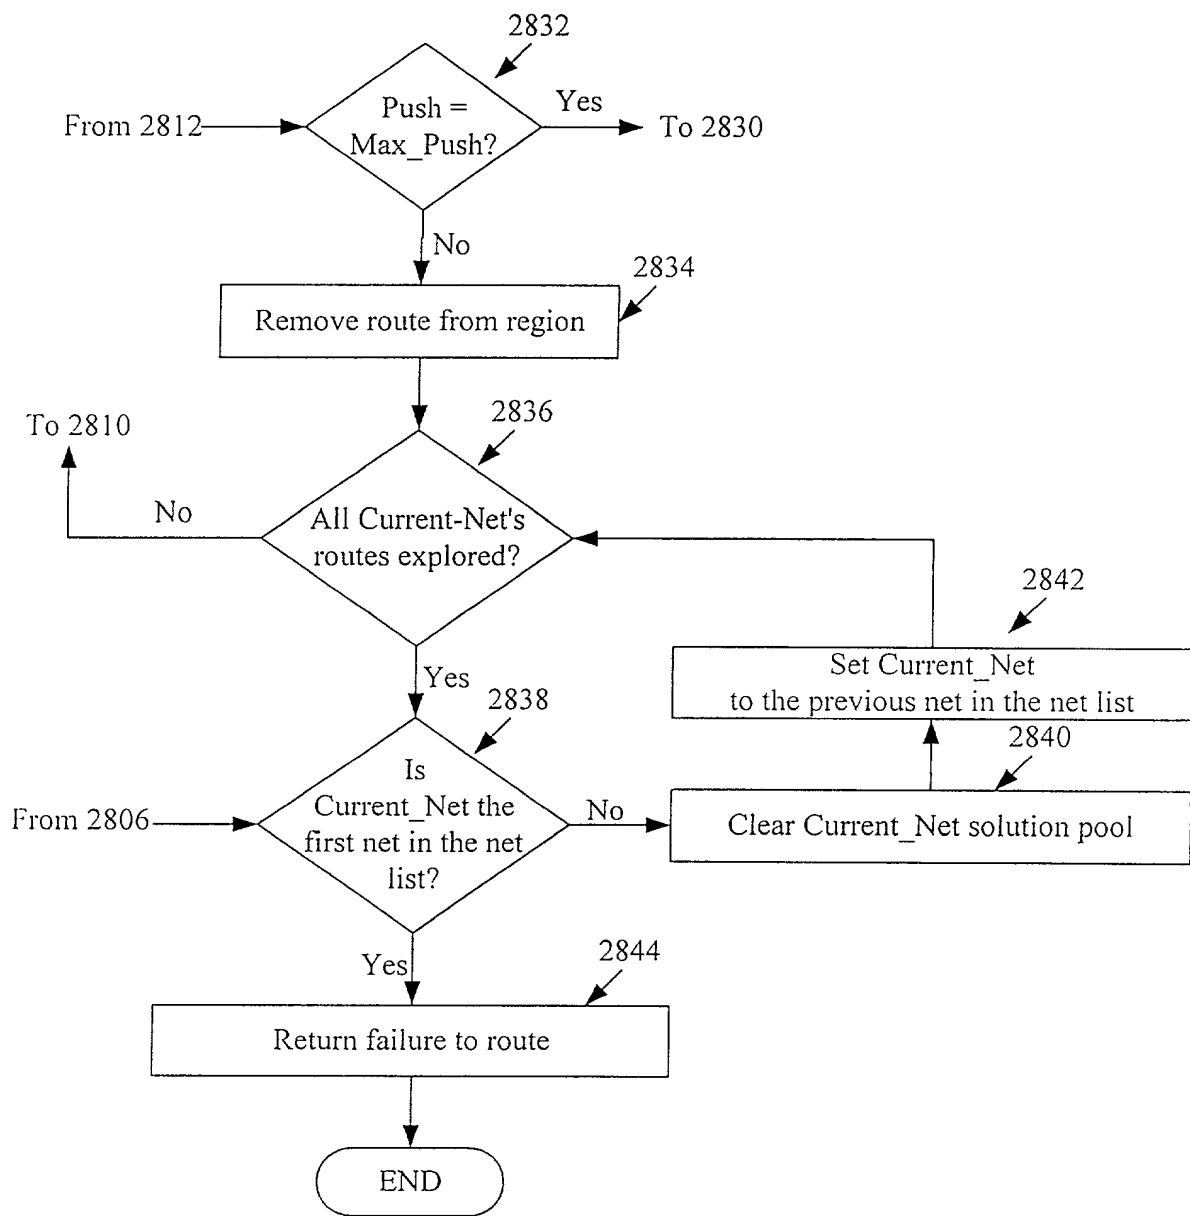 2832
Push =
Max_Push?
From 2812
Yes
To 2830
No
2834
Remove route from region
2836
To 2810
No
All Current-Net's
routes explored?
2842
Set Current_Net
to the previous net in the net list
Yes
2838
2840
Is
Current_Net the
first net in the net
list?
From 2806
No
Clear Current_Net solution pool
Yes
2844
Return failure to route
END